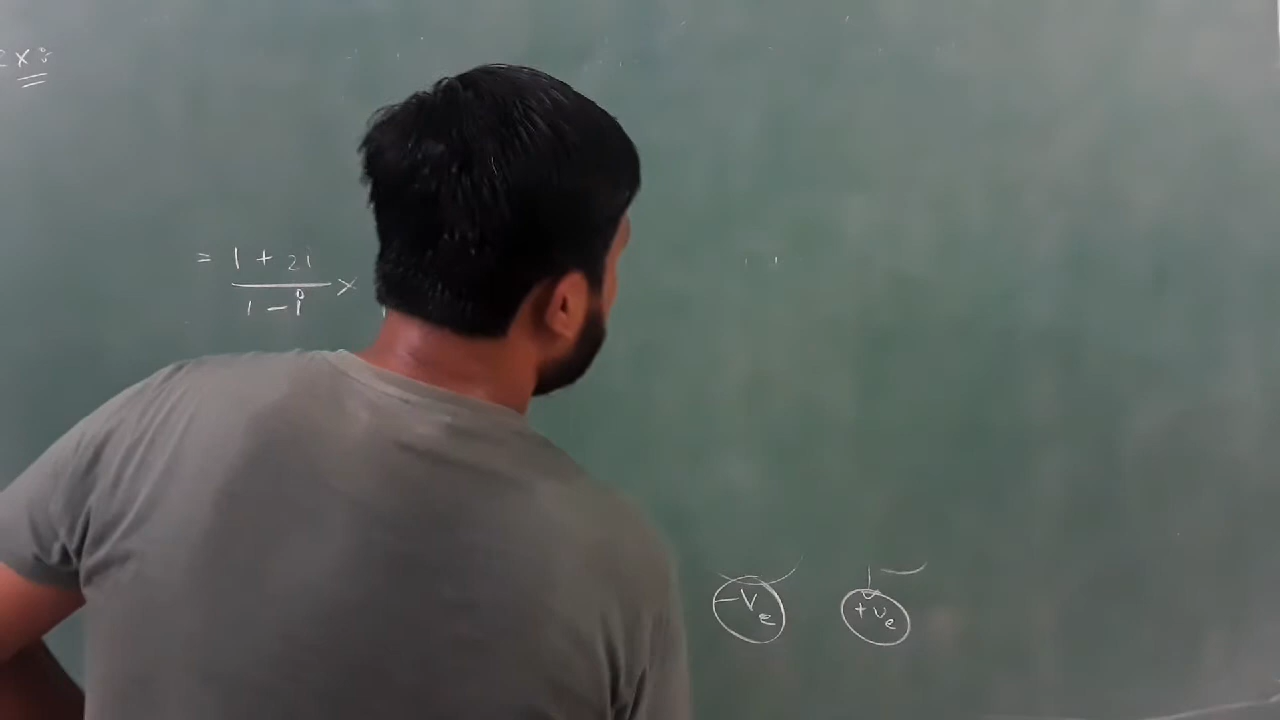 = 1 + 2i
1 - i ×
-ve +ve